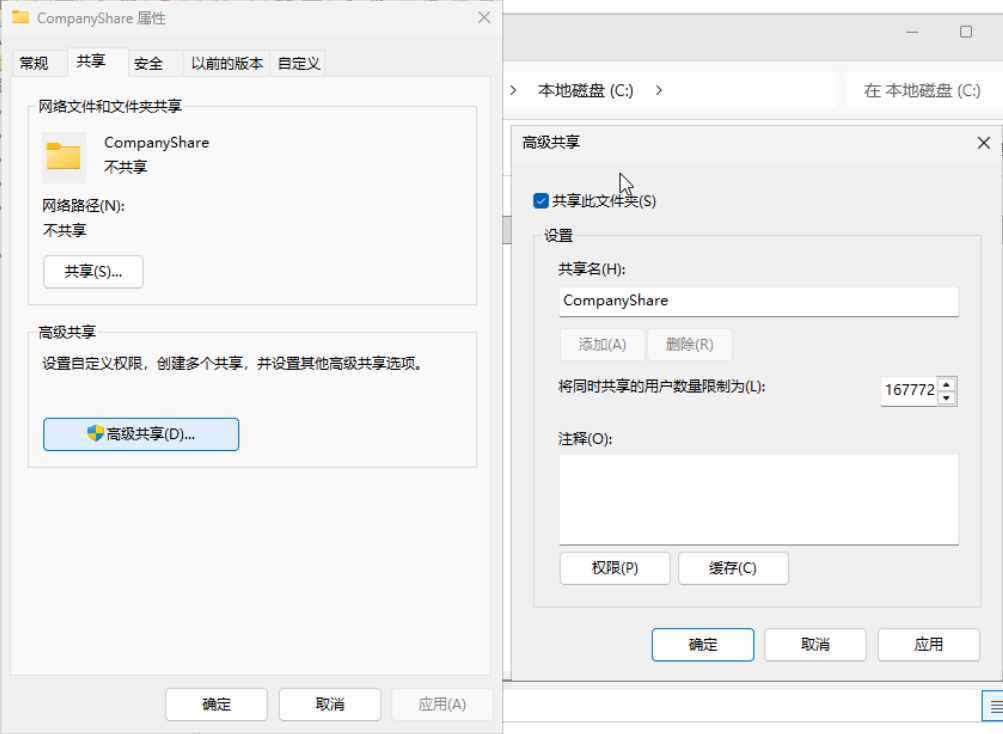 CompanyShare 属性
常规 共享 安全 以前的版本 自定义
网络文件和文件夹共享
CompanyShare
不共享
网络路径(N):
不共享
共享(S)...
高级共享
设置自定义权限，创建多个共享，并设置其他高级共享选项。
高级共享(D)...
确定 取消 应用(A)
本地磁盘 (C:)
在 本地磁盘 (C:)
高级共享
共享此文件夹(S)
设置
共享名(H):
CompanyShare
添加(A) 删除(R)
将同时共享的用户数量限制为(L):
167772
注释(O):
权限(P) 缓存(C)
确定 取消 应用